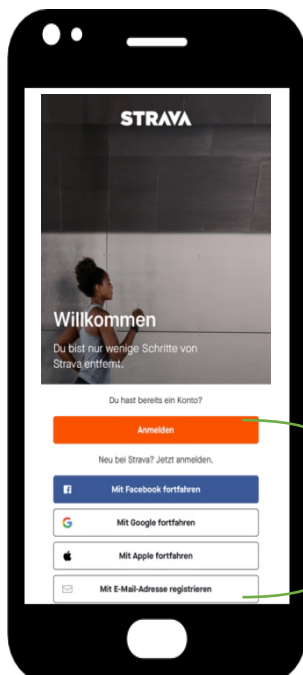 STRAVA
Willkommen
Du bist nur wenige Schritte von
Strava entfernt.
Du hast bereits ein Konto?
Anmelden
Neu bei Strava? Jetzt anmelden.
Mit Facebook fortfahren
Mit Google fortfahren
Mit Apple fortfahren
Mit E-Mail-Adresse registrieren